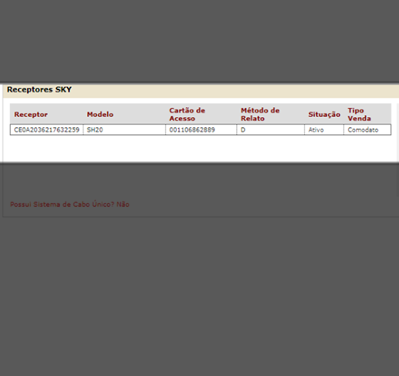 Receptores SKY
Receptor Modelo Cartão de Acesso Método de Relato Situação Tipo Venda
CE0A2036217632259 SH20 001106862889 D Ativo Comodato
Possui Sistema de Cabo único? Não